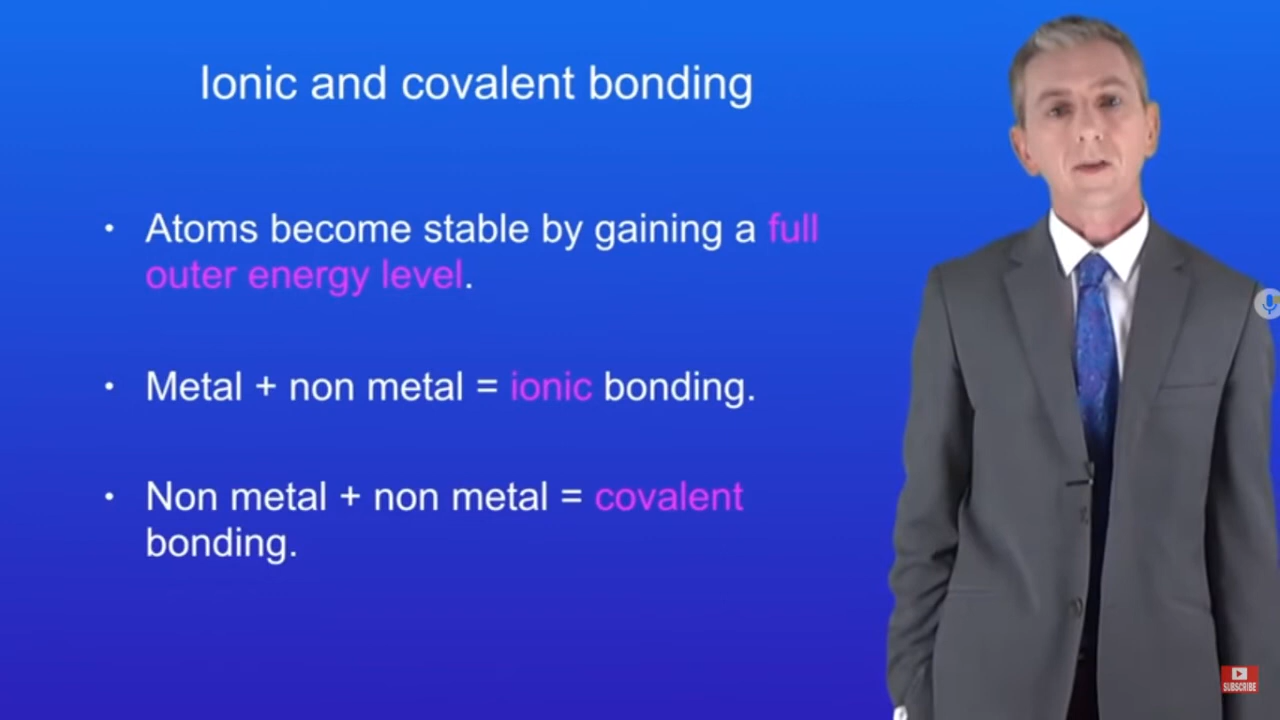 Ionic and covalent bonding
• Atoms become stable by gaining a full
outer energy level.
• Metal + non metal = ionic bonding.
• Non metal + non metal = covalent
bonding.
SUBSCRIBE